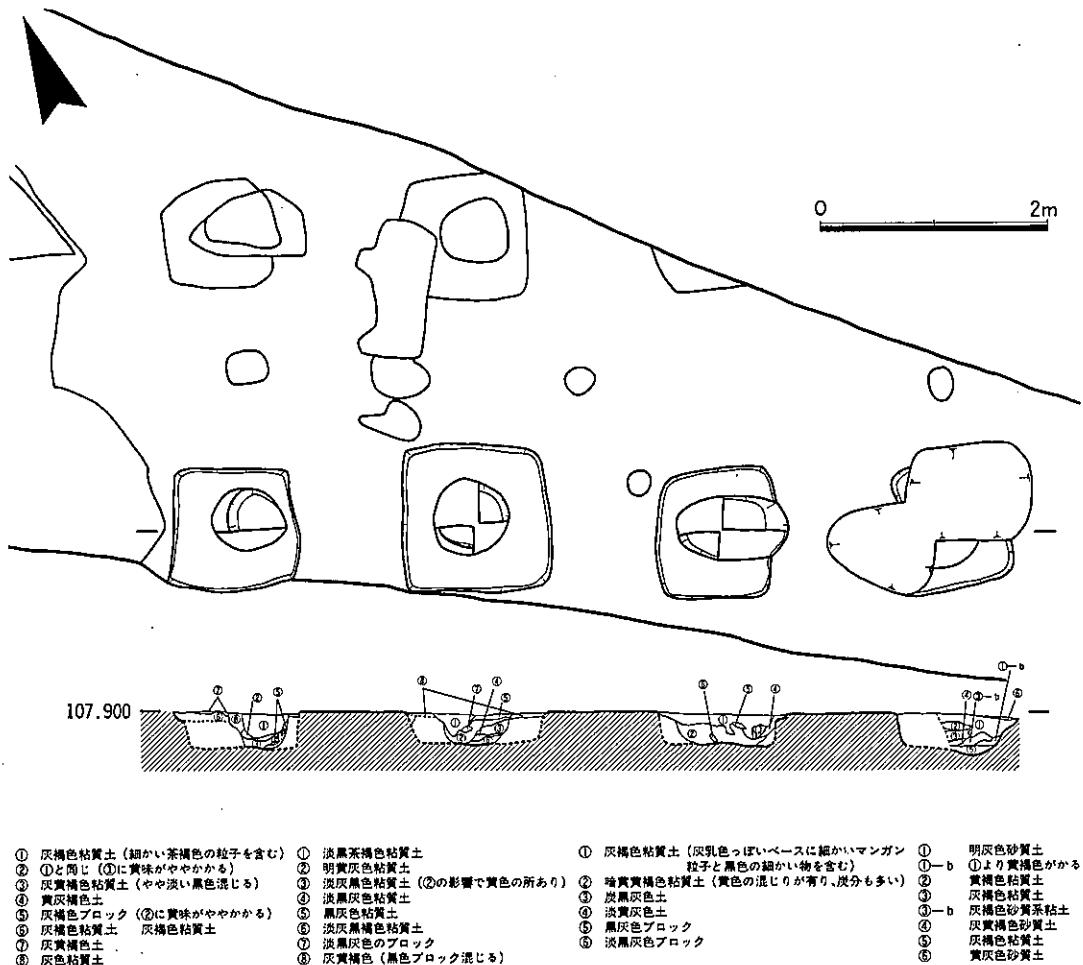 0 2m
①—b
⑦ ② ⑤ ⑧ ④ ⑦ ⑤ ⑥ ⑤ ④ ④ ③—b ⑥
107.900
① 灰褐色粘質土（細かい茶褐色の粒子を含む）
② ①と同じ（①に黄味がややかかる）
③ 灰黄褐色粘質土（やや淡い黒色混じる）
④ 黄灰褐色土
⑤ 灰褐色ブロック（②に黄味がややかかる）
⑥ 灰褐色粘質土 灰褐色粘質土
⑦ 灰黄褐色土
⑧ 灰色粘質土
① 淡黒茶褐色粘質土
② 明黄灰色粘質土
③ 淡灰黒色粘質土（②の影響で黄色の所あり）
④ 淡黒灰色粘質土
⑤ 黒灰色粘質土
⑥ 淡灰黒褐色粘質土
⑦ 淡黒灰色のブロック
⑧ 灰黄褐色（黒色ブロック混じる）
① 灰褐色粘質土（灰乳色っぽいベースに細かいマンガン
粒子と黒色の細かい物を含む）
② 暗黄黄褐色粘質土（黄色の混じりが有り、炭分も多い）
③ 炭黒灰色土
④ 淡黄灰色土
⑤ 黒灰色ブロック
⑥ 淡黒灰色ブロック
① 明灰色砂質土
①—b ①より黄褐色がかる
② 黄褐色粘質土
③ 灰褐色粘質土
③—b 灰褐色砂質系粘土
④ 灰黄褐色砂質土
⑤ 灰褐色粘質土
⑥ 黄灰色砂質土